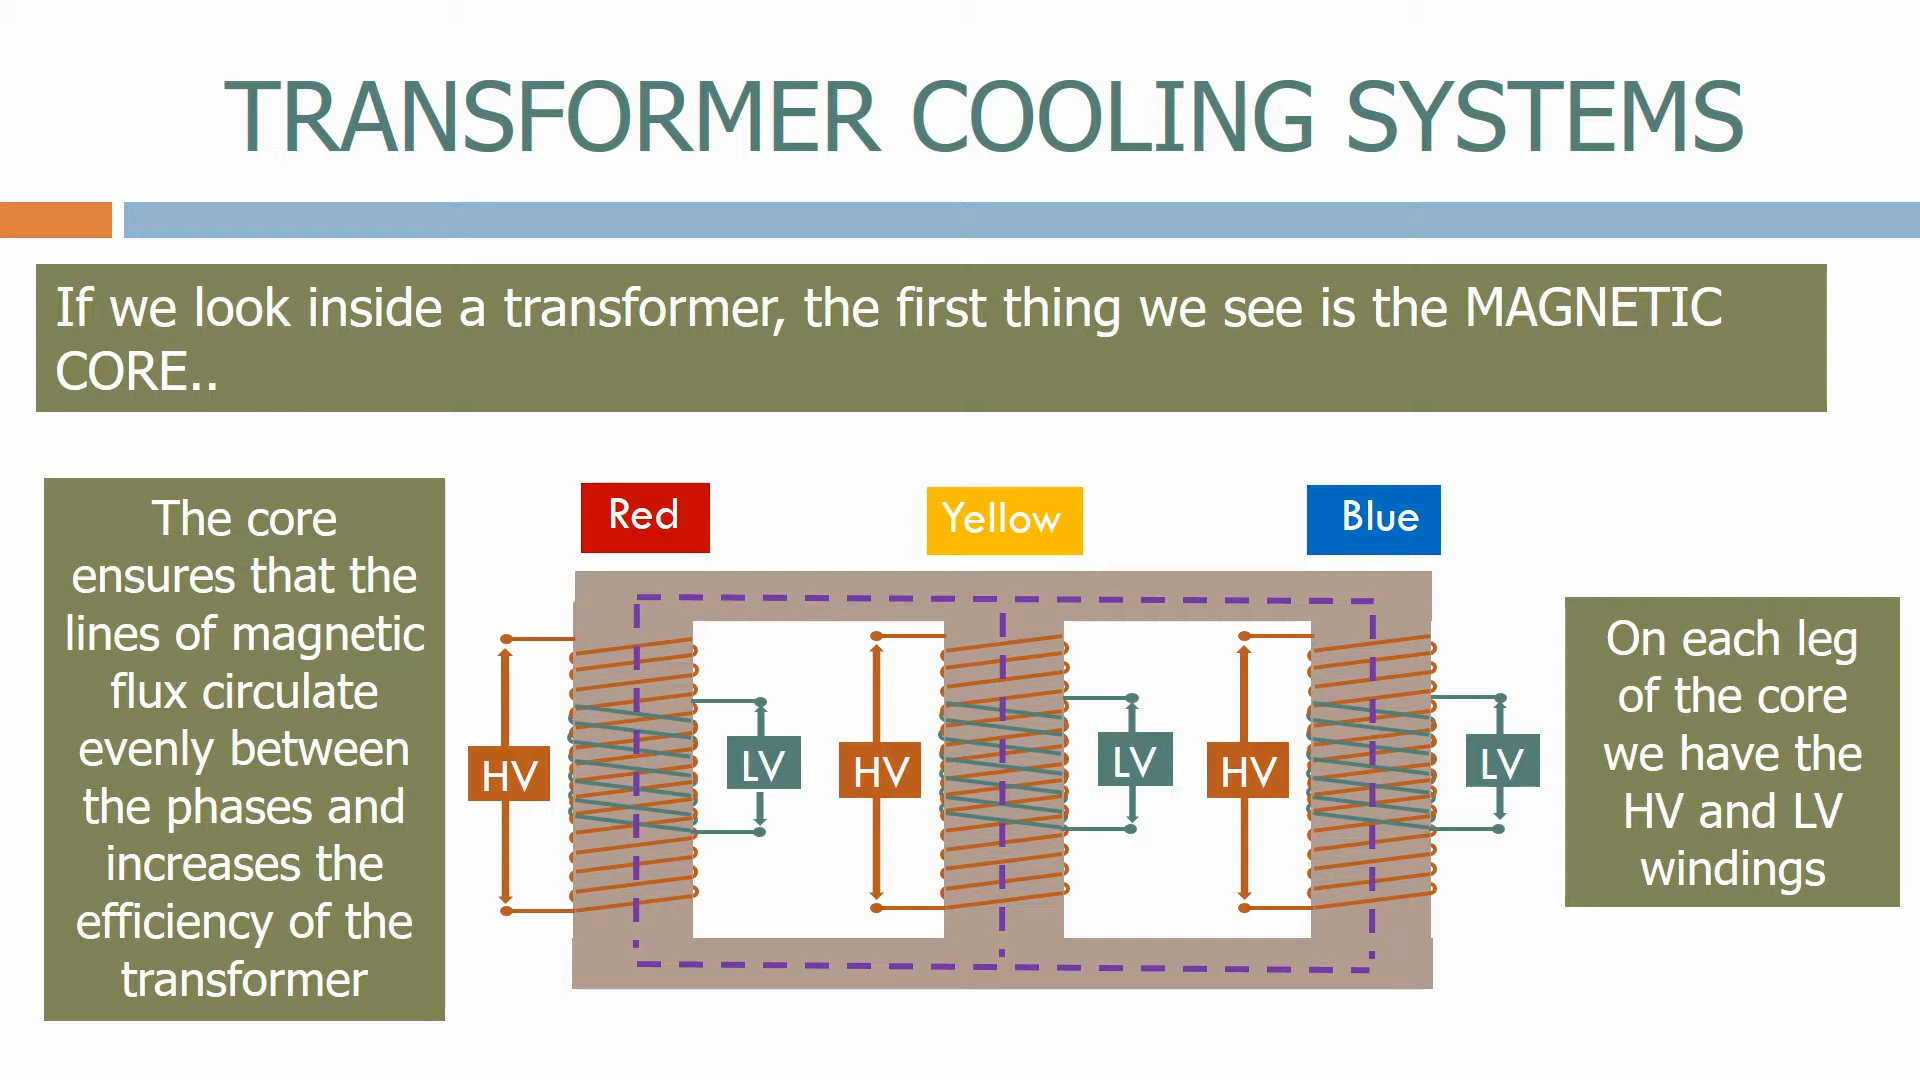 TRANSFORMER COOLING SYSTEMS
If we look inside a transformer, the first thing we see is the MAGNETIC
CORE..
The core
ensures that the
lines of magnetic
flux circulate
evenly between
the phases and
increases the
efficiency of the
transformer
Red
Yellow
Blue
HV
LV
HV
LV
HV
LV
On each leg
of the core
we have the
HV and LV
windings